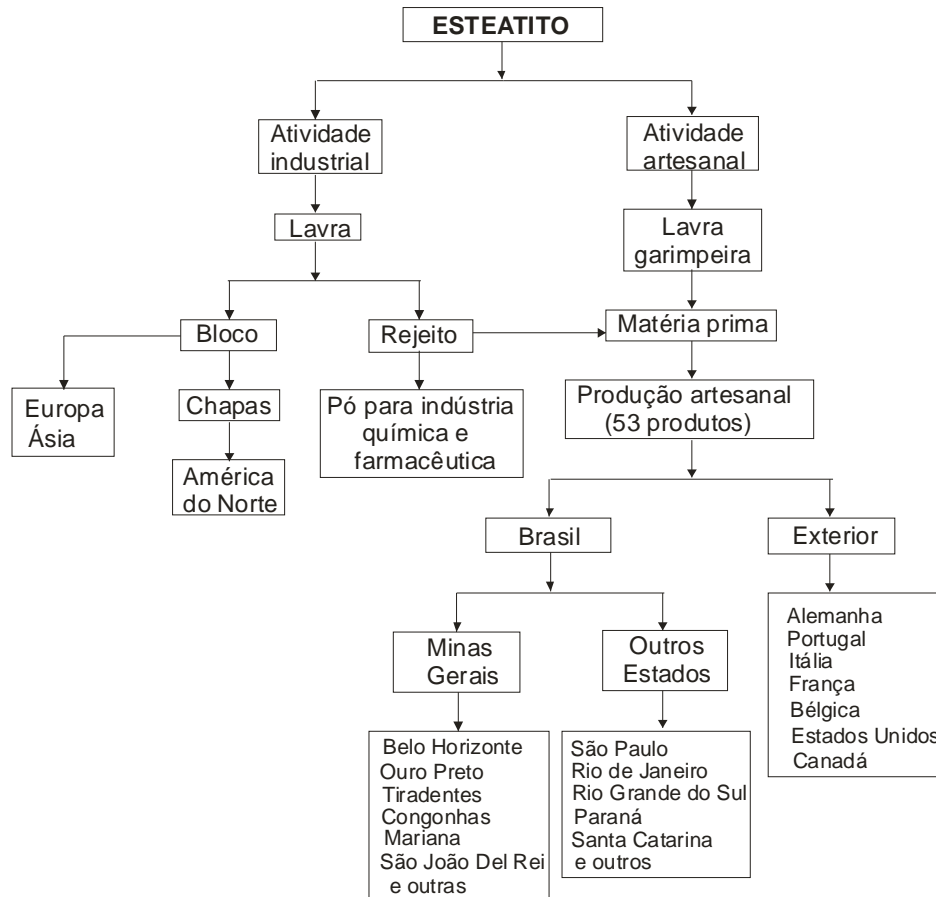 ESTEATITO
Atividade
industrial
Atividade
artesanal
Lavra
Lavra
garimpeira
Bloco
Rejeito
Matéria prima
Europa
Ásia
Chapas
Pó para indústria
química e
farmacêutica
Produção artesanal
(53 produtos)
América
do Norte
Brasil
Exterior
Minas
Gerais
Outros
Estados
Alemanha
Portugal
Itália
França
Bélgica
Estados Unidos
Canadá
Belo Horizonte
Ouro Preto
Tiradentes
Congonhas
Mariana
São João Del Rei
e outras
São Paulo
Rio de Janeiro
Rio Grande do Sul
Paraná
Santa Catarina
e outros